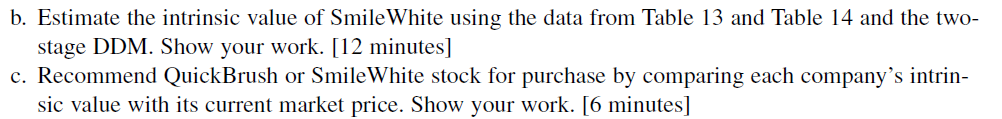 b. Estimate the intrinsic value of SmileWhite using the data from Table 13 and Table 14 and the two-
stage DDM. Show your work. [12 minutes]
c. Recommend QuickBrush or SmileWhite stock for purchase by comparing each company's intrin-
sic value with its current market price. Show your work. [6 minutes]